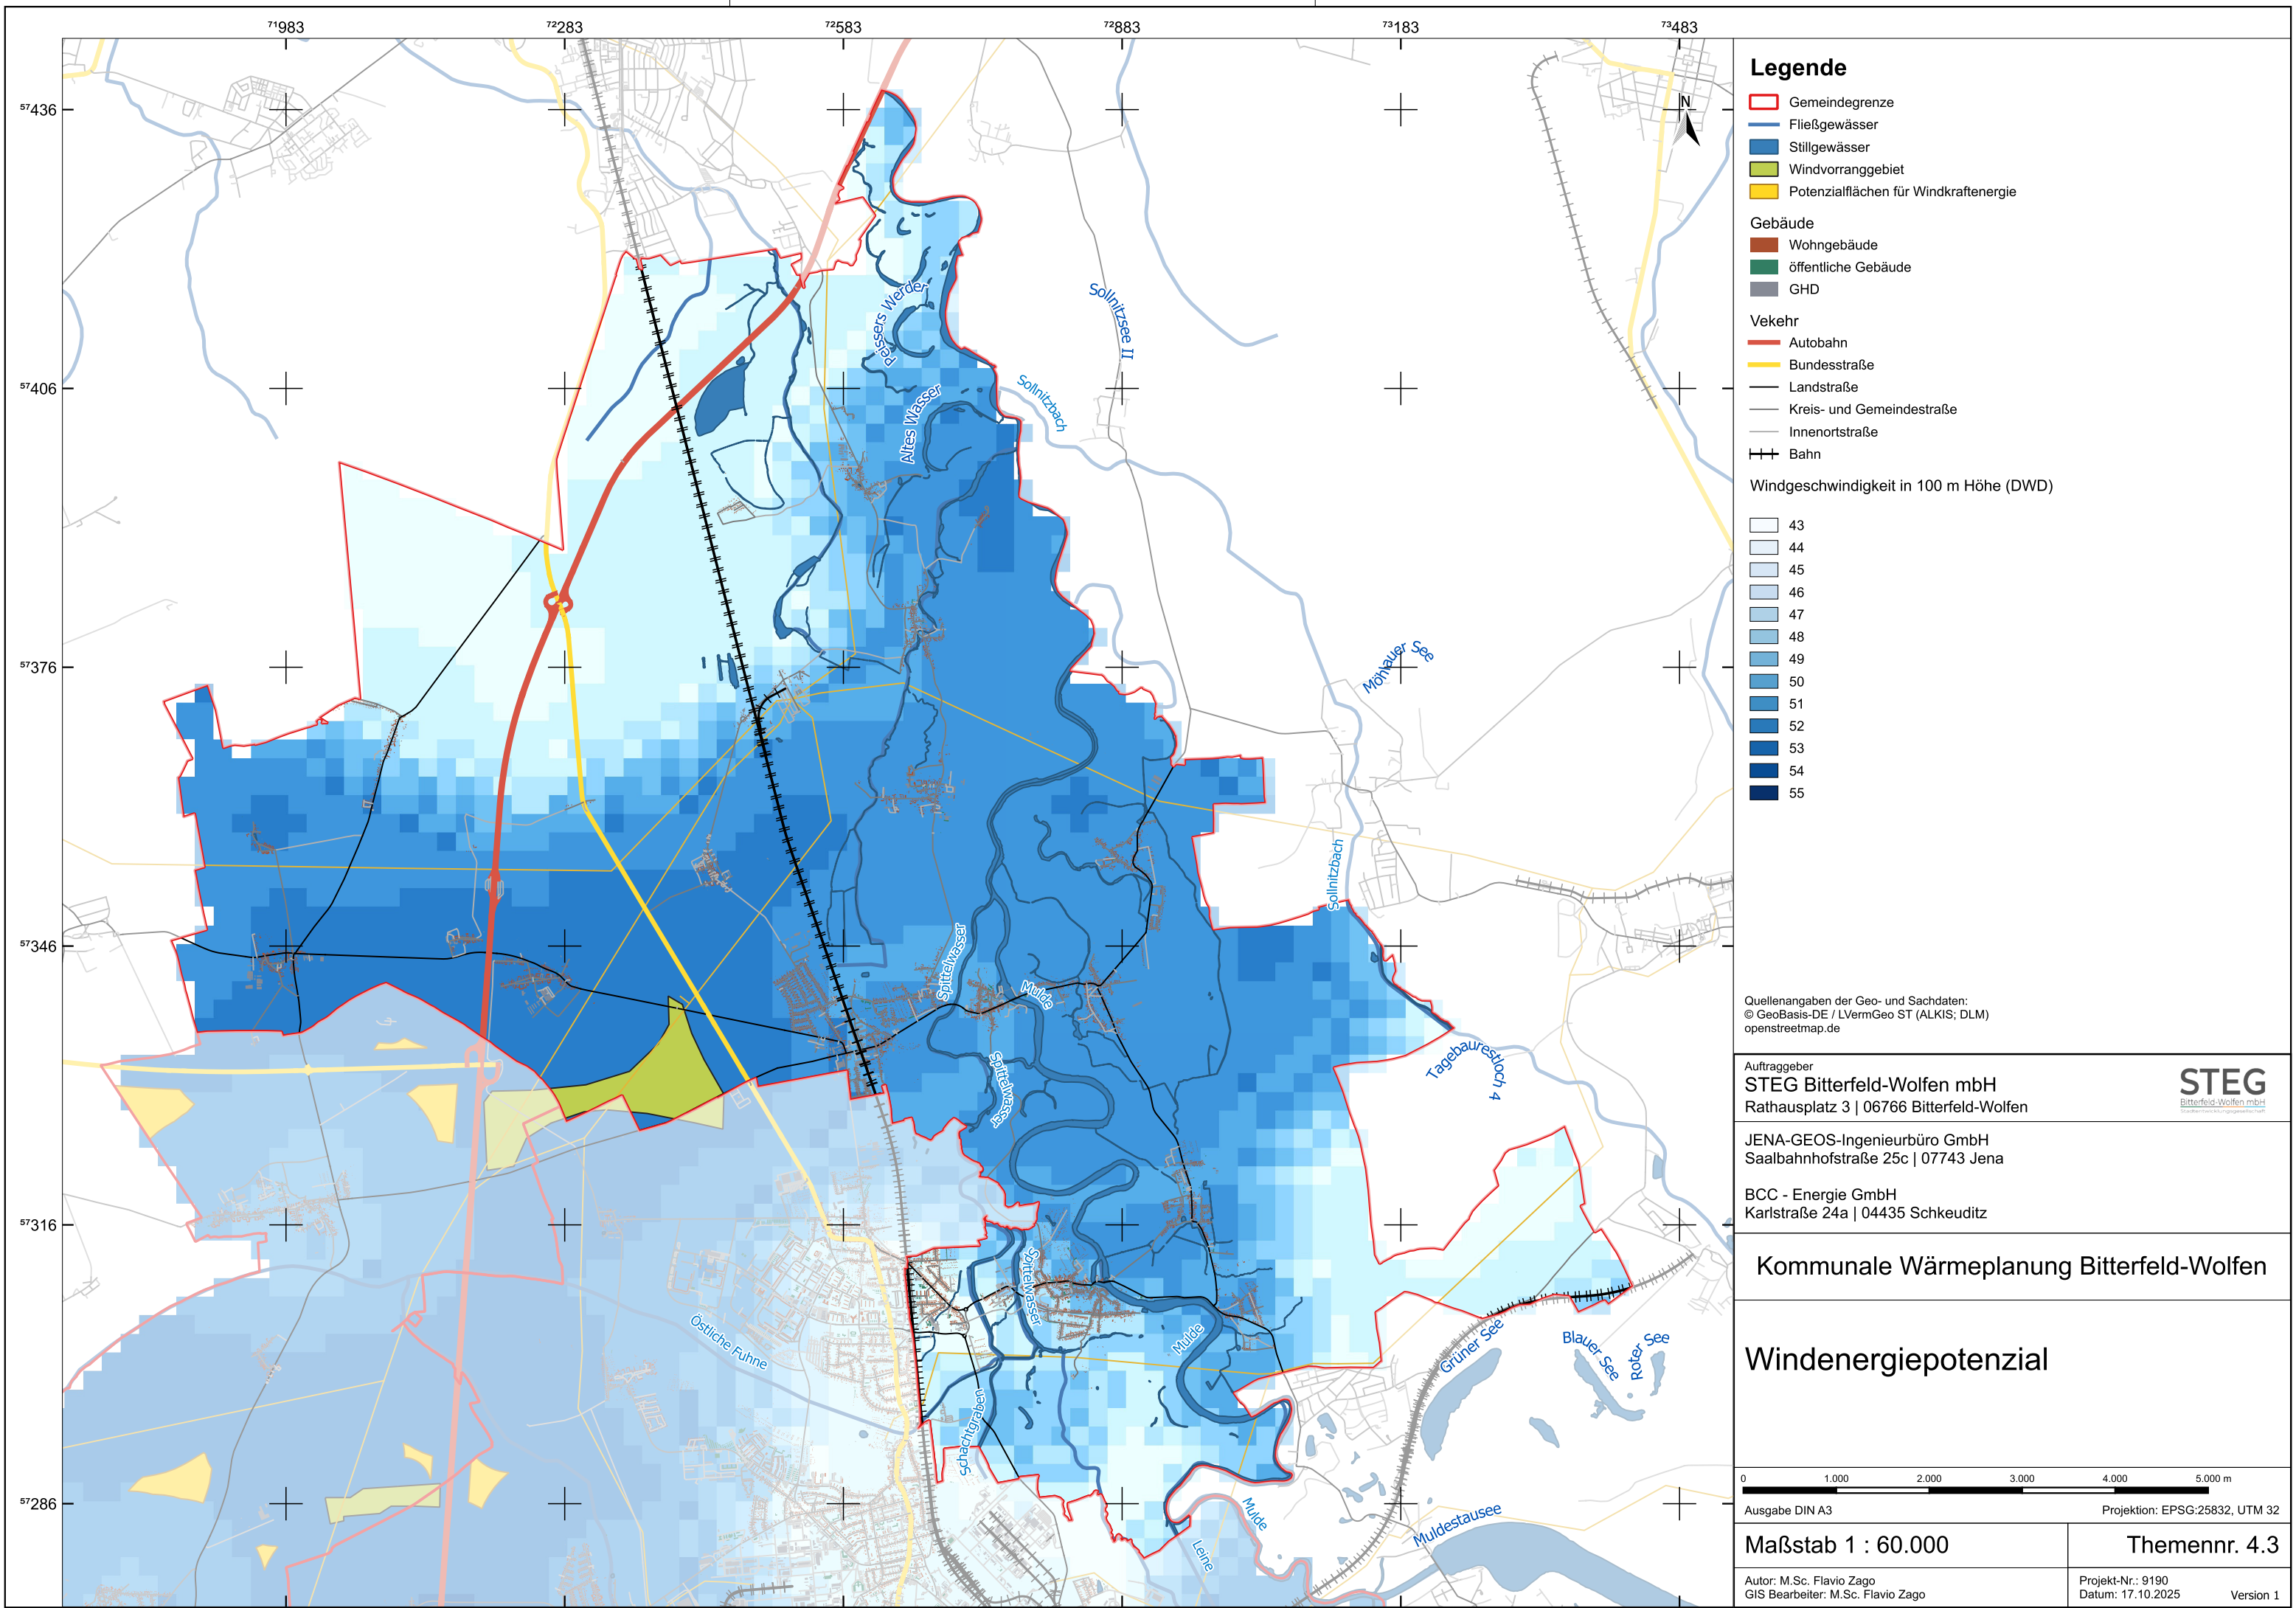 71983
72283
72583
72883
73183
73483
57436
57406
57376
57346
57316
57286
N
Peissers Werder
Altes Wasser
Sollnitzsee II
Sollnitzbach
Möhlauer See
Sollnitzbach
Spittelwasser
Mulde
Spittelwasser
Tagebaurestloch 4
Spittelwasser
Östliche Fuhne
Mulde
Schachtgraben
Grüner See
Blauer See
Roter See
Mulde
Leine
Muldestausee
Legende
Gemeindegrenze
Fließgewässer
Stillgewässer
Windvorranggebiet
Potenzialflächen für Windkraftenergie
Gebäude
Wohngebäude
öffentliche Gebäude
GHD
Vekehr
Autobahn
Bundesstraße
Landstraße
Kreis- und Gemeindestraße
Innenortstraße
Bahn
Windgeschwindigkeit in 100 m Höhe (DWD)
43
44
45
46
47
48
49
50
51
52
53
54
55
Quellenangaben der Geo- und Sachdaten:
© GeoBasis-DE / LVermGeo ST (ALKIS; DLM)
openstreetmap.de
Auftraggeber
STEG Bitterfeld-Wolfen mbH
Rathausplatz 3 | 06766 Bitterfeld-Wolfen
STEG
Bitterfeld-Wolfen mbH
Stadtentwicklungsgesellschaft
JENA-GEOS-Ingenieurbüro GmbH
Saalbahnhofstraße 25c | 07743 Jena
BCC - Energie GmbH
Karlstraße 24a | 04435 Schkeuditz
Kommunale Wärmeplanung Bitterfeld-Wolfen
Windenergiepotenzial
0 1.000 2.000 3.000 4.000 5.000 m
Ausgabe DIN A3 Projektion: EPSG:25832, UTM 32
Maßstab 1 : 60.000 Themennr. 4.3
Autor: M.Sc. Flavio Zago Projekt-Nr.: 9190
GIS Bearbeiter: M.Sc. Flavio Zago Datum: 17.10.2025 Version 1